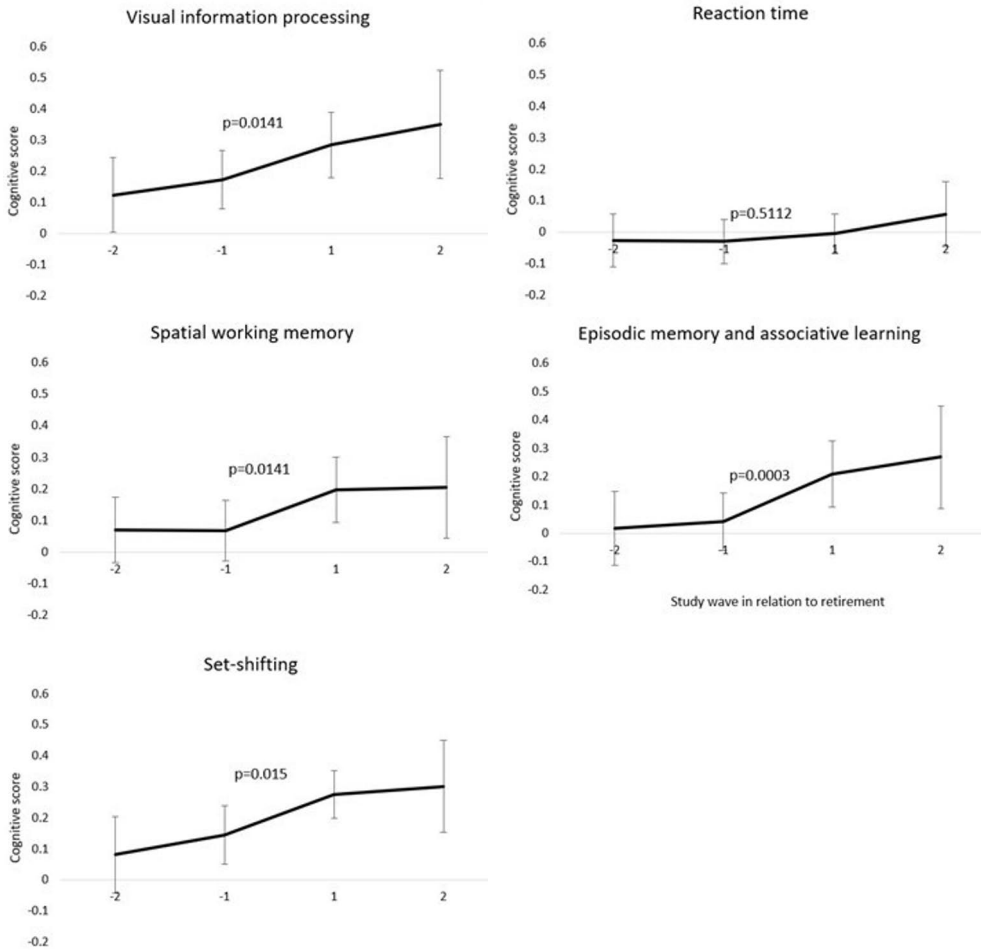 Visual information processing
0.6
0.5
0.4
0.3
0.2
0.1
0
-0.1
-0.2
Cognitive score
p=0.0141
-2 -1 1 2
Reaction time
0.6
0.5
0.4
0.3
0.2
0.1
0
-0.1
-0.2
Cognitive score
p=0.5112
-2 -1 1 2
Spatial working memory
0.6
0.5
0.4
0.3
0.2
0.1
0
-0.1
-0.2
Cognitive score
p=0.0141
-2 -1 1 2
Episodic memory and associative learning
0.6
0.5
0.4
0.3
0.2
0.1
0
-0.1
-0.2
Cognitive score
p=0.0003
-2 -1 1 2
Study wave in relation to retirement
Set-shifting
0.6
0.5
0.4
0.3
0.2
0.1
0
-0.1
-0.2
Cognitive score
p=0.015
-2 -1 1 2